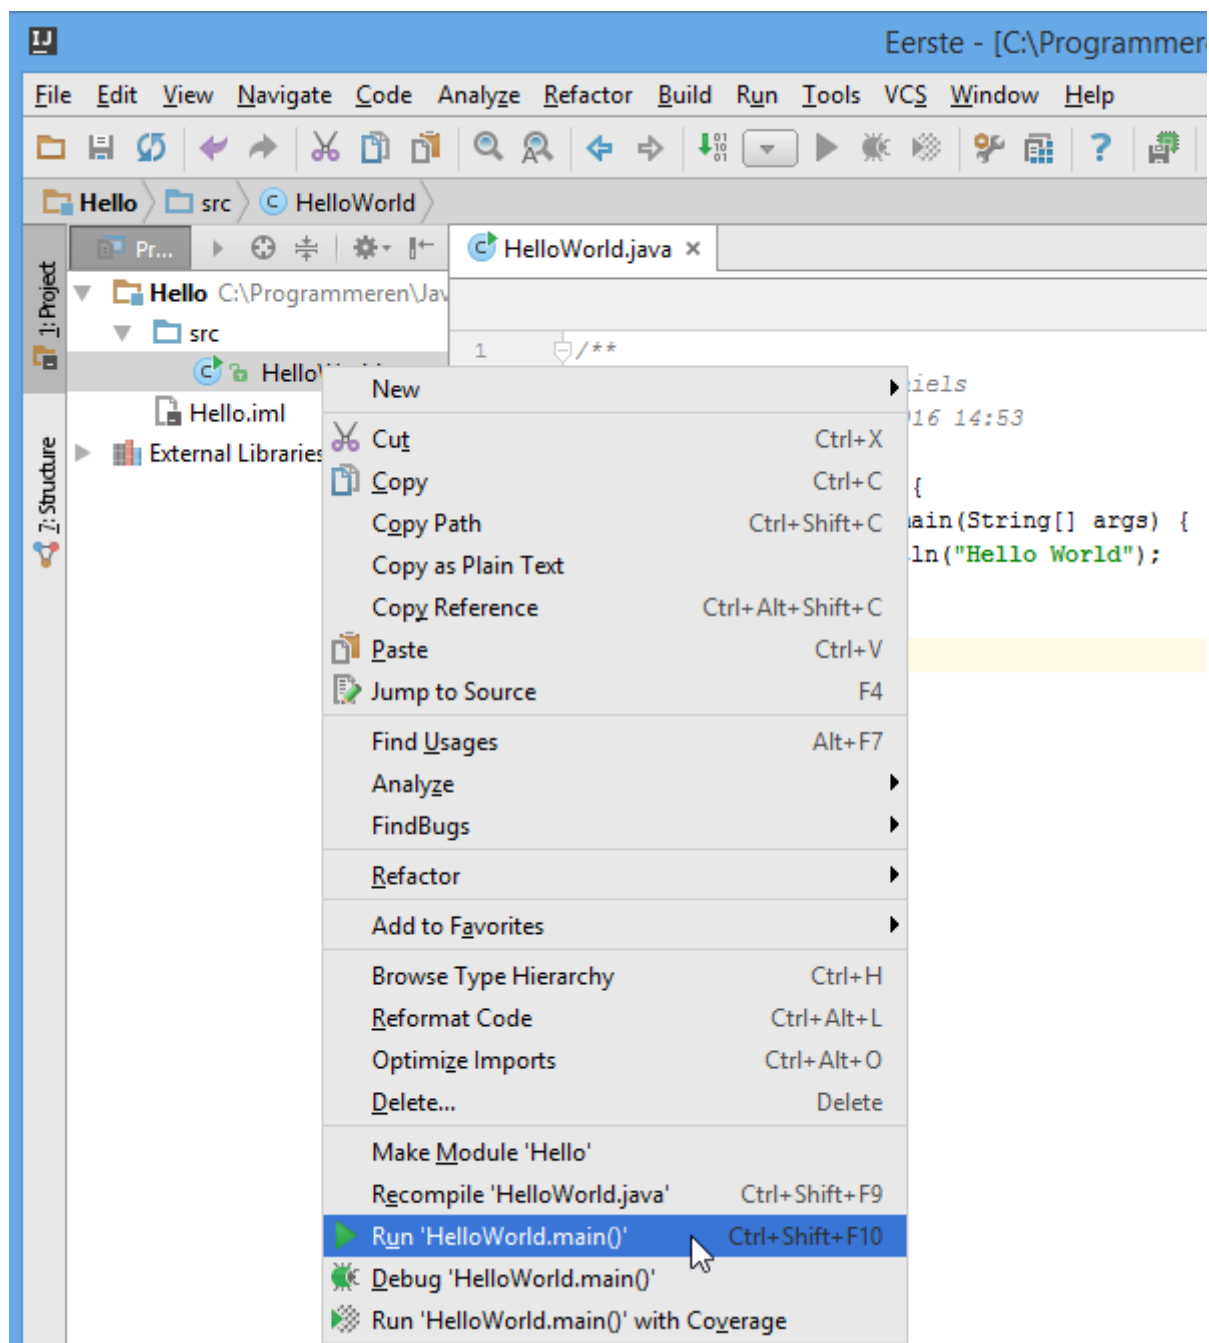 IJ
Eerste - [C:\Programmer
File Edit View Navigate Code Analyze Refactor Build Run Tools VCS Window Help
Hello src HelloWorld
Pr...
HelloWorld.java
1: Project
7: Structure
Hello C:\Programmeren\Jav
src
Hello
Hello.iml
External Libraries
1 /**
iels
16 14:53
{
ain(String[] args) {
ln("Hello World");
New
Cut Ctrl+X
Copy Ctrl+C
Copy Path Ctrl+Shift+C
Copy as Plain Text
Copy Reference Ctrl+Alt+Shift+C
Paste Ctrl+V
Jump to Source F4
Find Usages Alt+F7
Analyze
FindBugs
Refactor
Add to Favorites
Browse Type Hierarchy Ctrl+H
Reformat Code Ctrl+Alt+L
Optimize Imports Ctrl+Alt+O
Delete... Delete
Make Module 'Hello'
Recompile 'HelloWorld.java' Ctrl+Shift+F9
Run 'HelloWorld.main()' Ctrl+Shift+F10
Debug 'HelloWorld.main()'
Run 'HelloWorld.main()' with Coverage